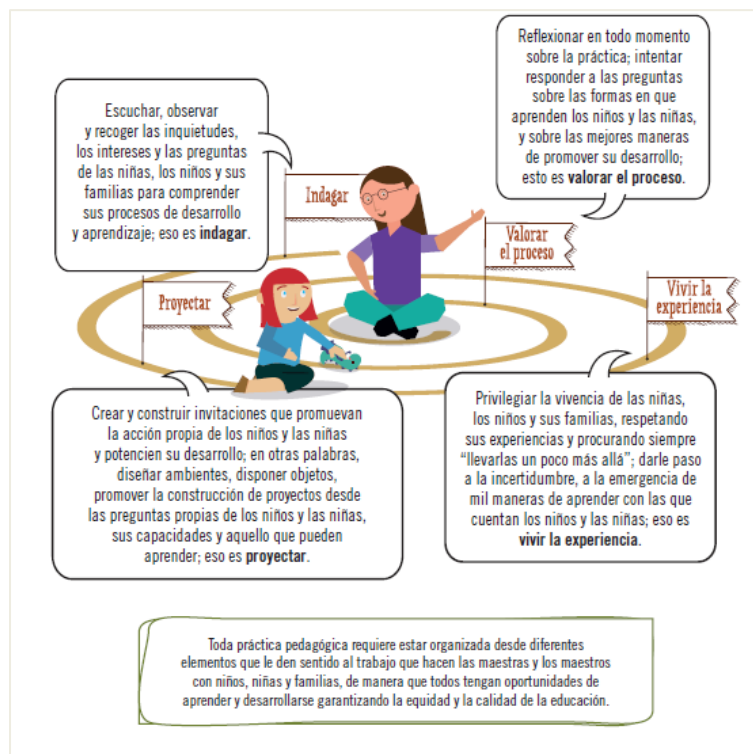 Escuchar, observar
y recoger las inquietudes,
los intereses y las preguntas
de las niñas, los niños y sus
familias para comprender
sus procesos de desarrollo
y aprendizaje; eso es indagar.
Indagar
Reflexionar en todo momento
sobre la práctica; intentar
responder a las preguntas
sobre las formas en que
aprenden los niños y las niñas,
y sobre las mejores maneras
de promover su desarrollo;
esto es valorar el proceso.
Valorar
el proceso
Proyectar
Crear y construir invitaciones que promuevan
la acción propia de los niños y las niñas
y potencien su desarrollo; en otras palabras,
diseñar ambientes, disponer objetos,
promover la construcción de proyectos desde
las preguntas propias de los niños y las niñas,
sus capacidades y aquello que pueden
aprender; eso es proyectar.
Vivir la
experiencia
Privilegiar la vivencia de las niñas,
los niños y sus familias, respetando
sus experiencias y procurando siempre
“llevarlas un poco más allá”; darle paso
a la incertidumbre, a la emergencia de
mil maneras de aprender con las que
cuentan los niños y las niñas; eso es
vivir la experiencia.
Toda práctica pedagógica requiere estar organizada desde diferentes
elementos que le den sentido al trabajo que hacen las maestras y los maestros
con niños, niñas y familias, de manera que todos tengan oportunidades de
aprender y desarrollarse garantizando la equidad y la calidad de la educación.